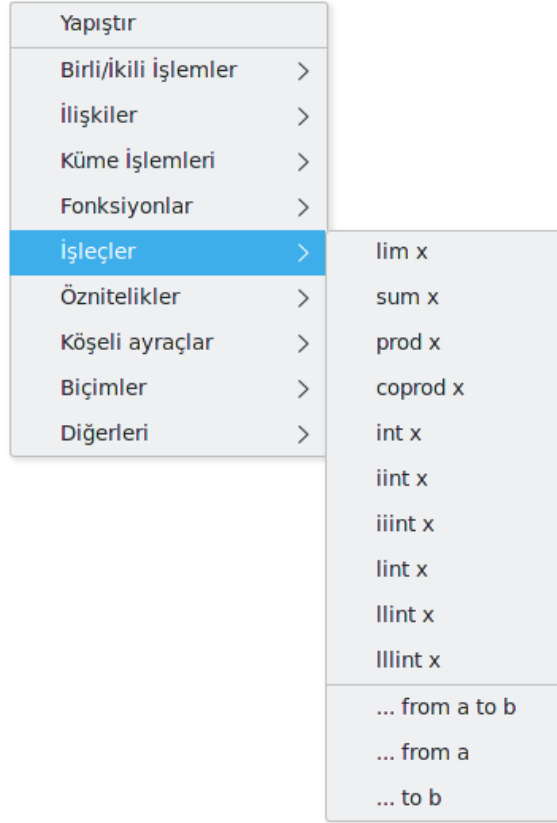 Yapıştır
Birli/İkili İşlemler
İlişkiler
Küme İşlemleri
Fonksiyonlar
İşleçler
Öznitelikler
Köşeli ayraçlar
Biçimler
Diğerleri
lim x
sum x
prod x
coprod x
int x
iint x
iiint x
lint x
llint x
lllint x
... from a to b
... from a
... to b